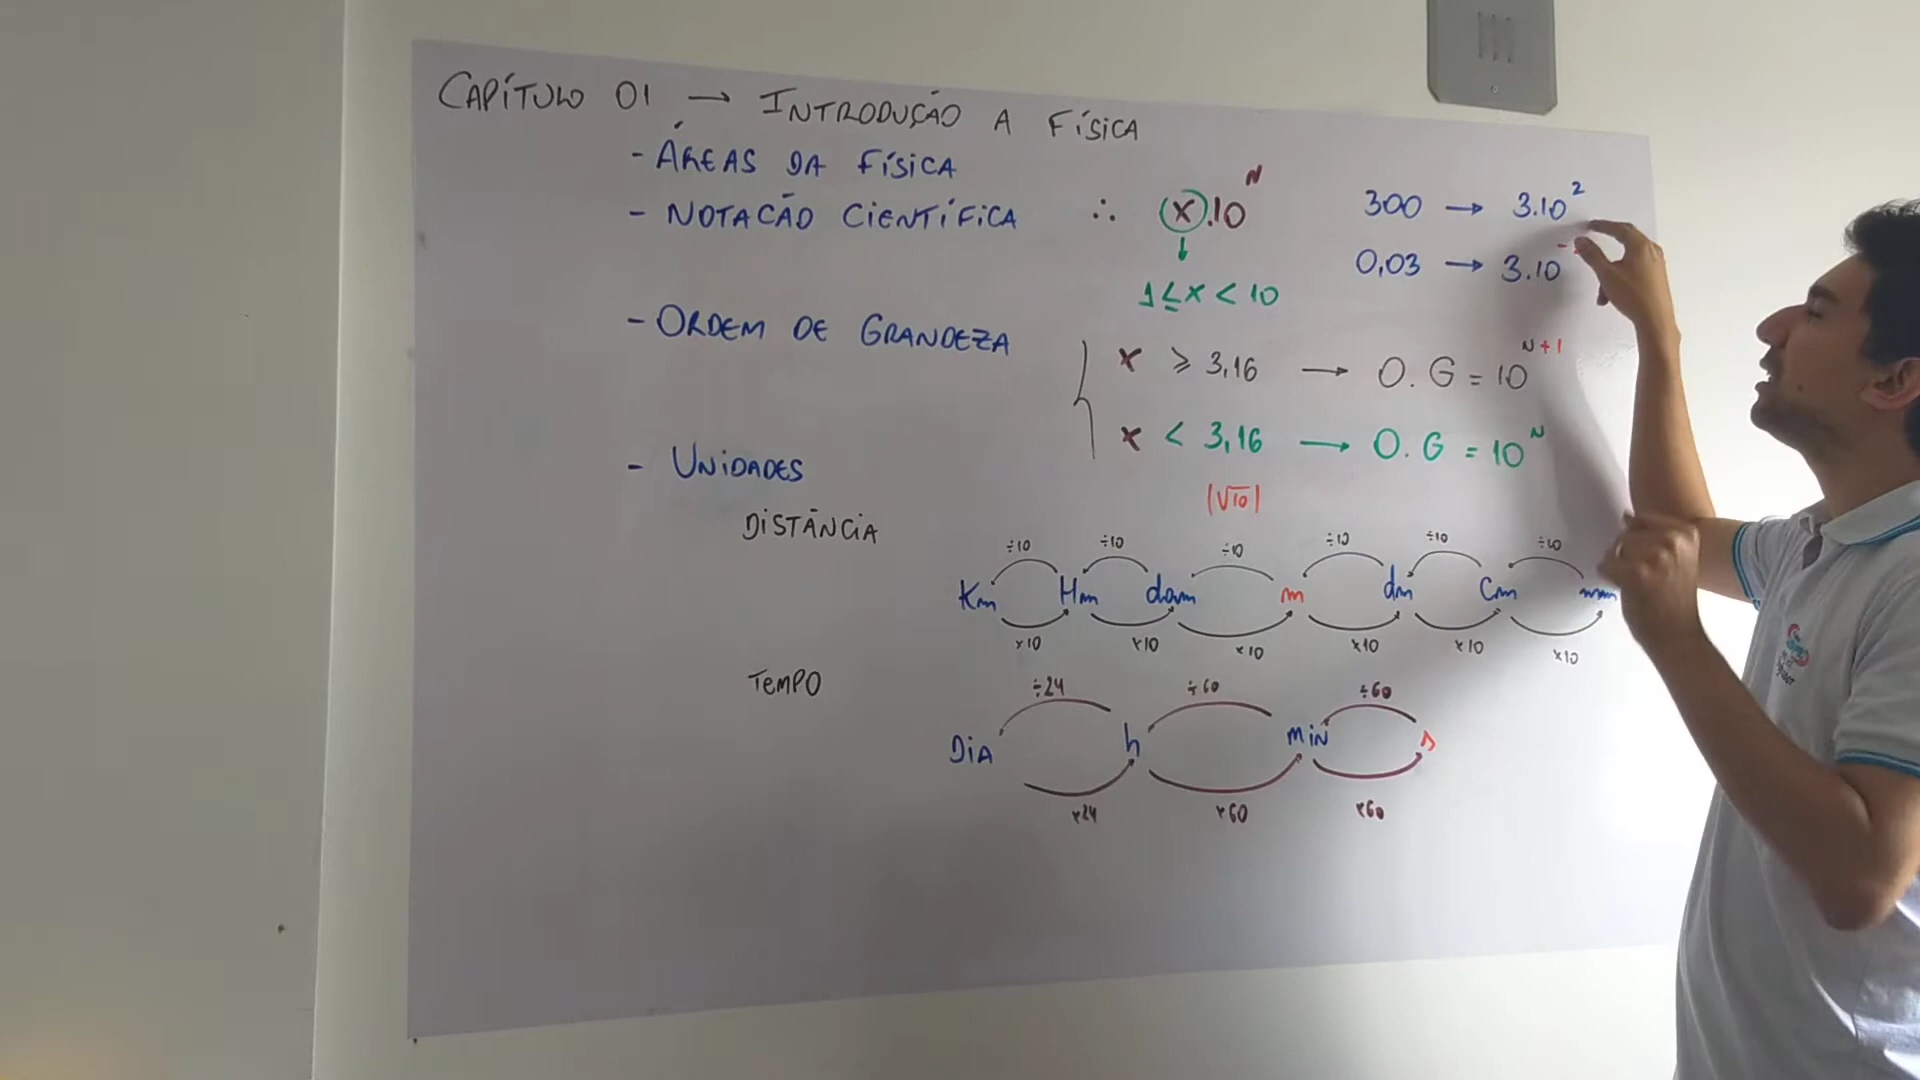 CAPÍTULO 01 → INTRODUÇÃO A FÍSICA
- ÁREAS DA FÍSICA
- NOTACÃO CIENTÍFICA ∴ (x).10^N 300 → 3.10^2
↓ 0,03 → 3.10^-
1 ≤ x < 10
- ORDEM DE GRANDEZA
x ≥ 3,16 → O.G = 10^N+1
x < 3,16 → O.G = 10^N
- UNIDADES |√10|
DISTÂNCIA
÷10 ÷10 ÷10 ÷10 ÷10 ÷10
Km Hm dam m dm Cm mm
x10 x10 x10 x10 x10 x10
TEMPO
÷24 ÷60 ÷60
DIA h MIN s
x24 x60 x60